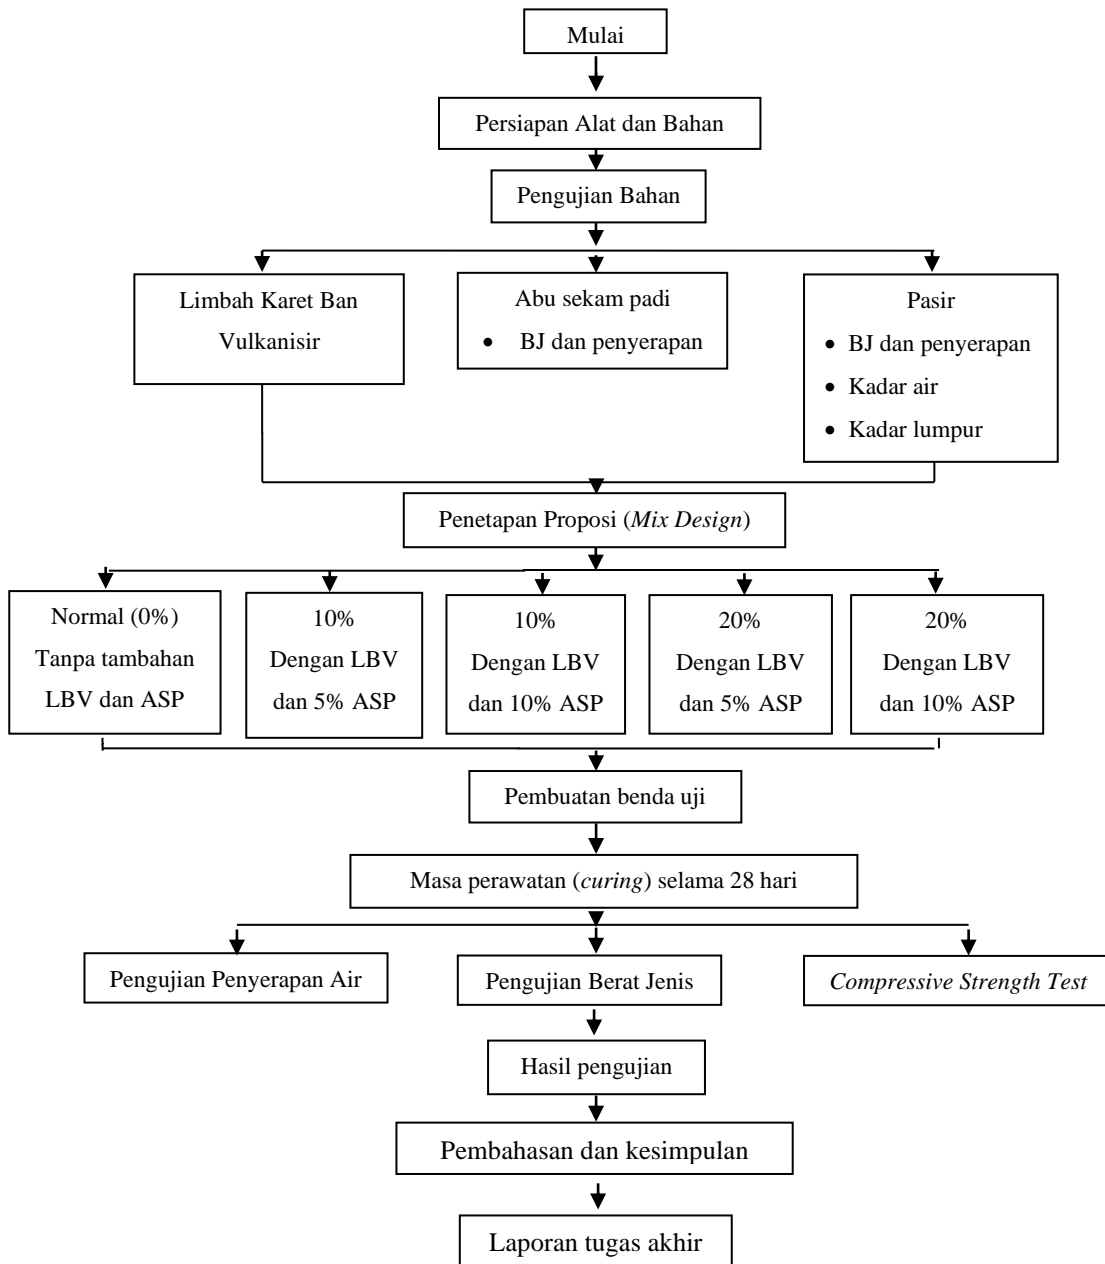 Mulai
Persiapan Alat dan Bahan
Pengujian Bahan
Limbah Karet Ban
Vulkanisir
Abu sekam padi
• BJ dan penyerapan
Pasir
• BJ dan penyerapan
• Kadar air
• Kadar lumpur
Penetapan Proposi (Mix Design)
Normal (0%)
Tanpa tambahan
LBV dan ASP
10%
Dengan LBV
dan 5% ASP
10%
Dengan LBV
dan 10% ASP
20%
Dengan LBV
dan 5% ASP
20%
Dengan LBV
dan 10% ASP
Pembuatan benda uji
Masa perawatan (curing) selama 28 hari
Pengujian Penyerapan Air
Pengujian Berat Jenis
Compressive Strength Test
Hasil pengujian
Pembahasan dan kesimpulan
Laporan tugas akhir